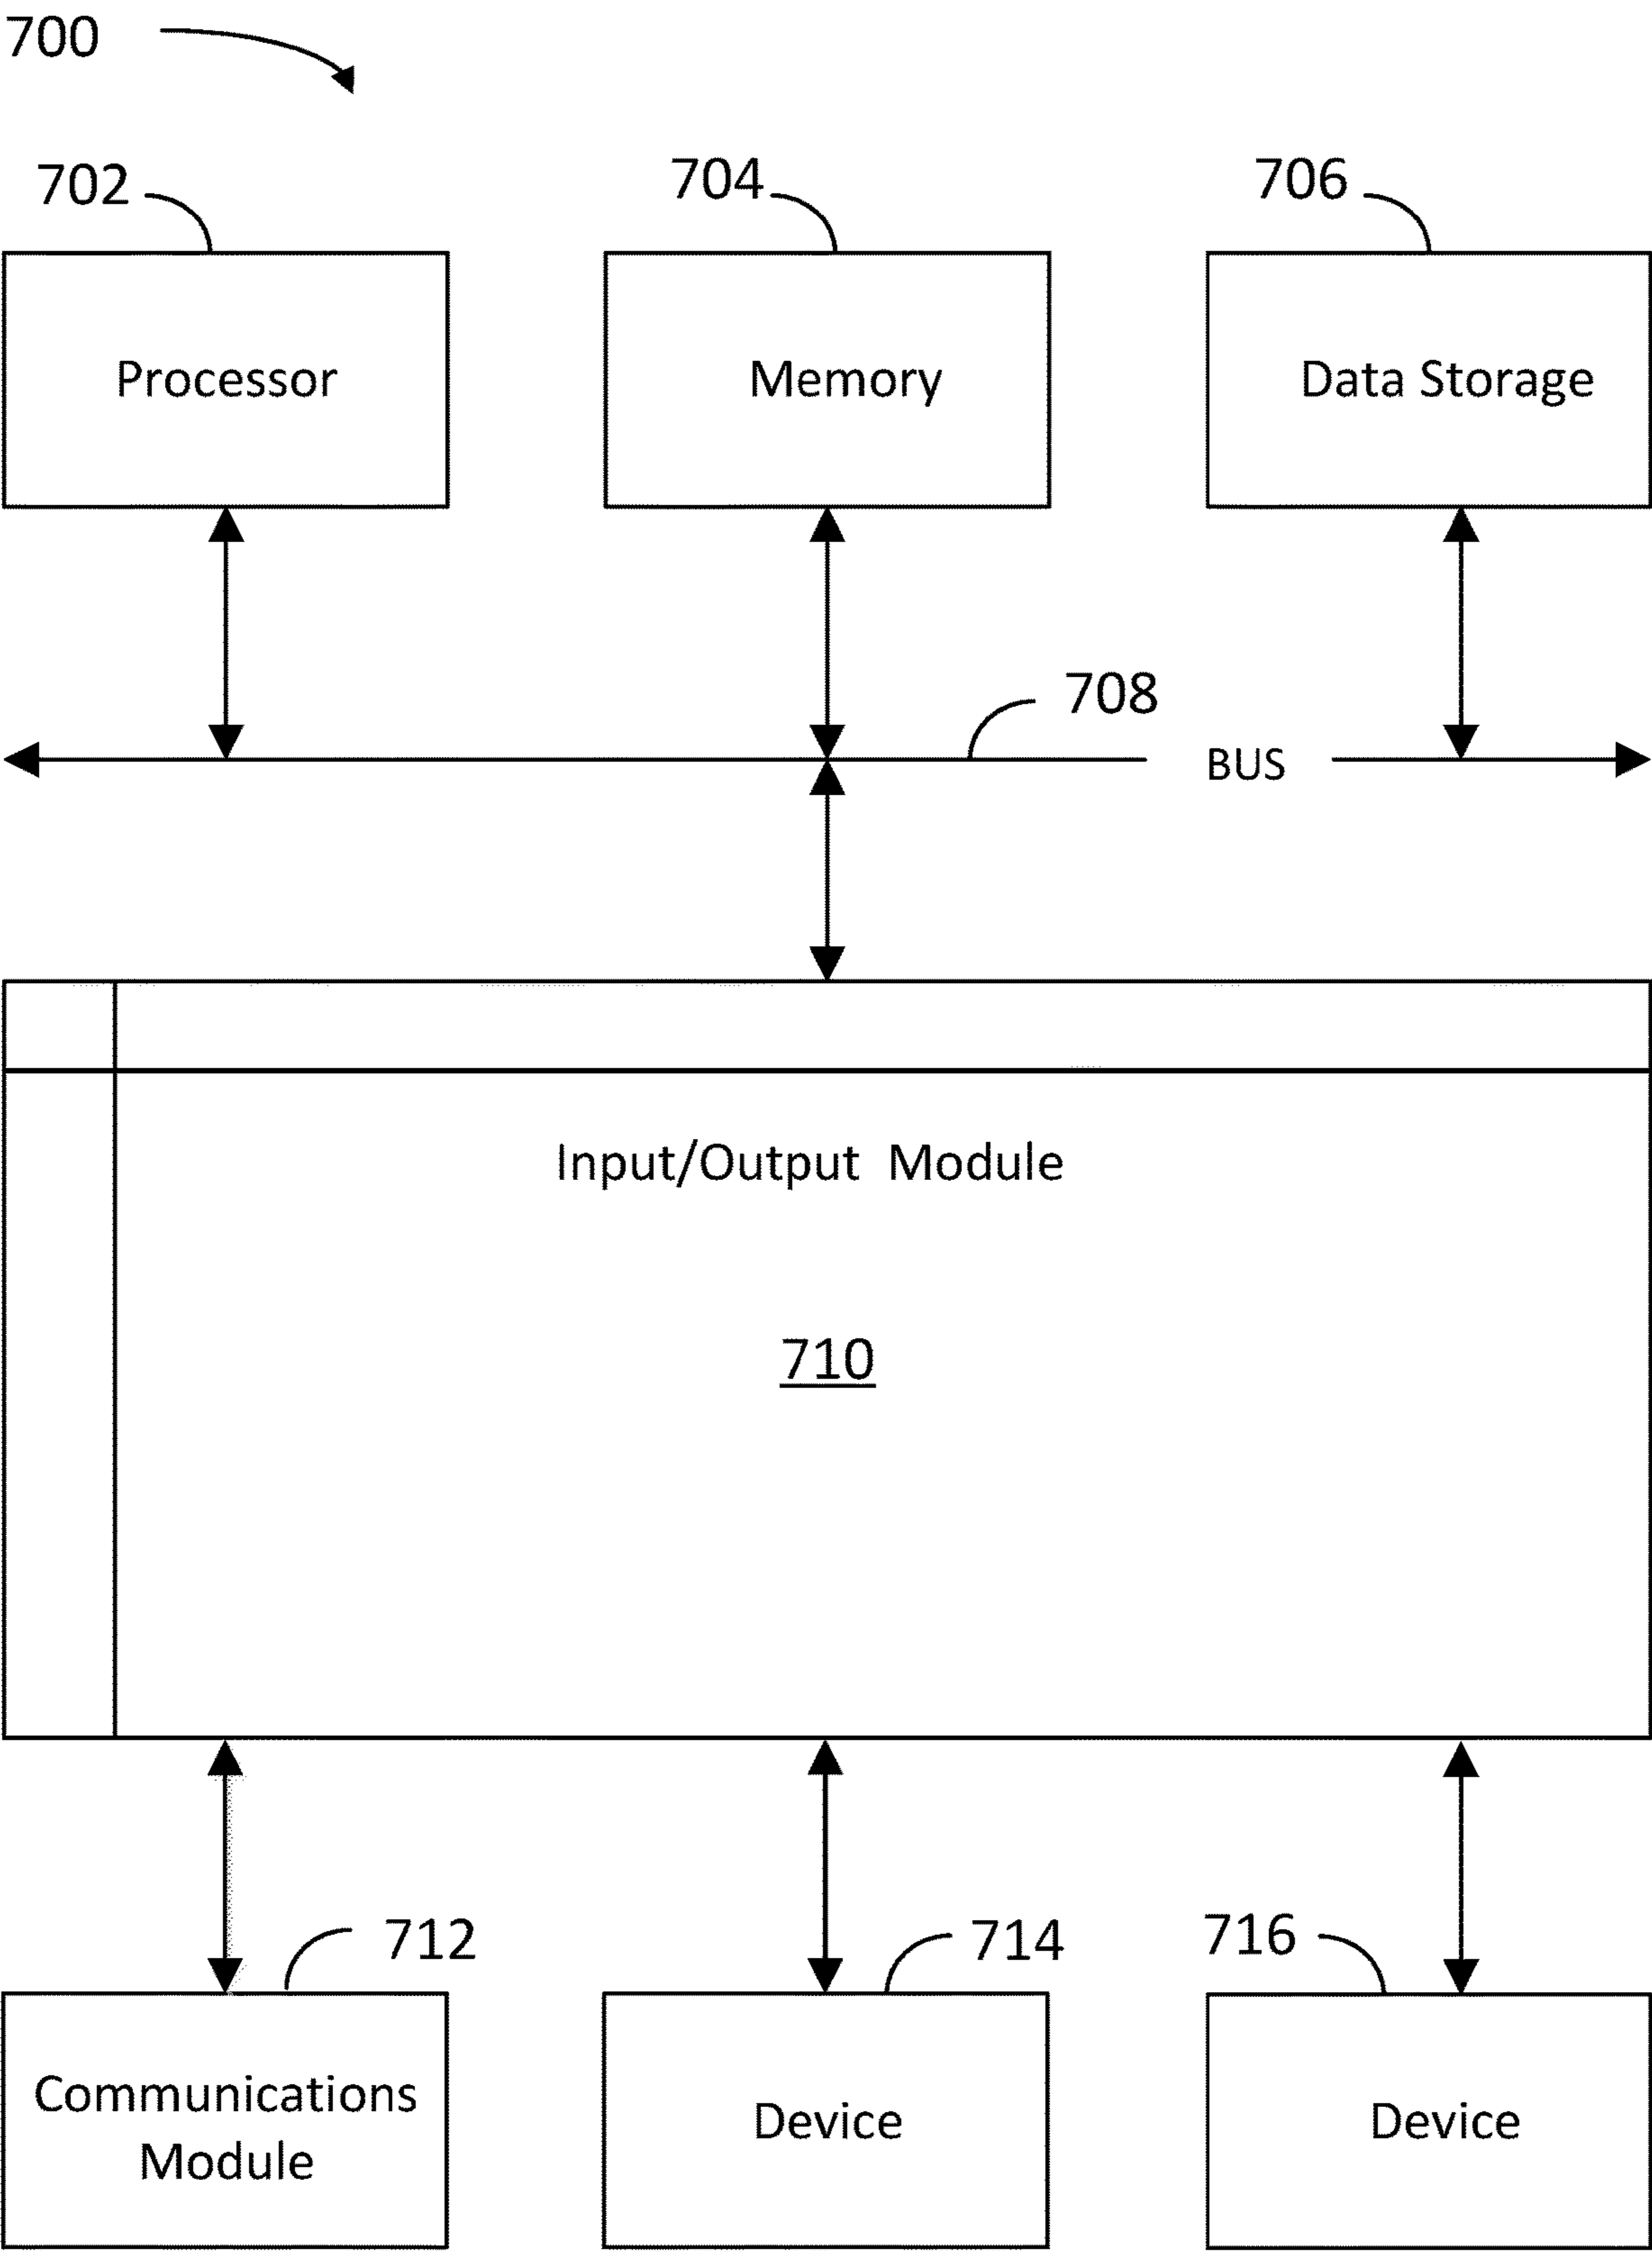 700
702
704
706
Processor
Memory
Data Storage
708
BUS
Input/Output Module
710
712
714
716
Communications
Module
Device
Device